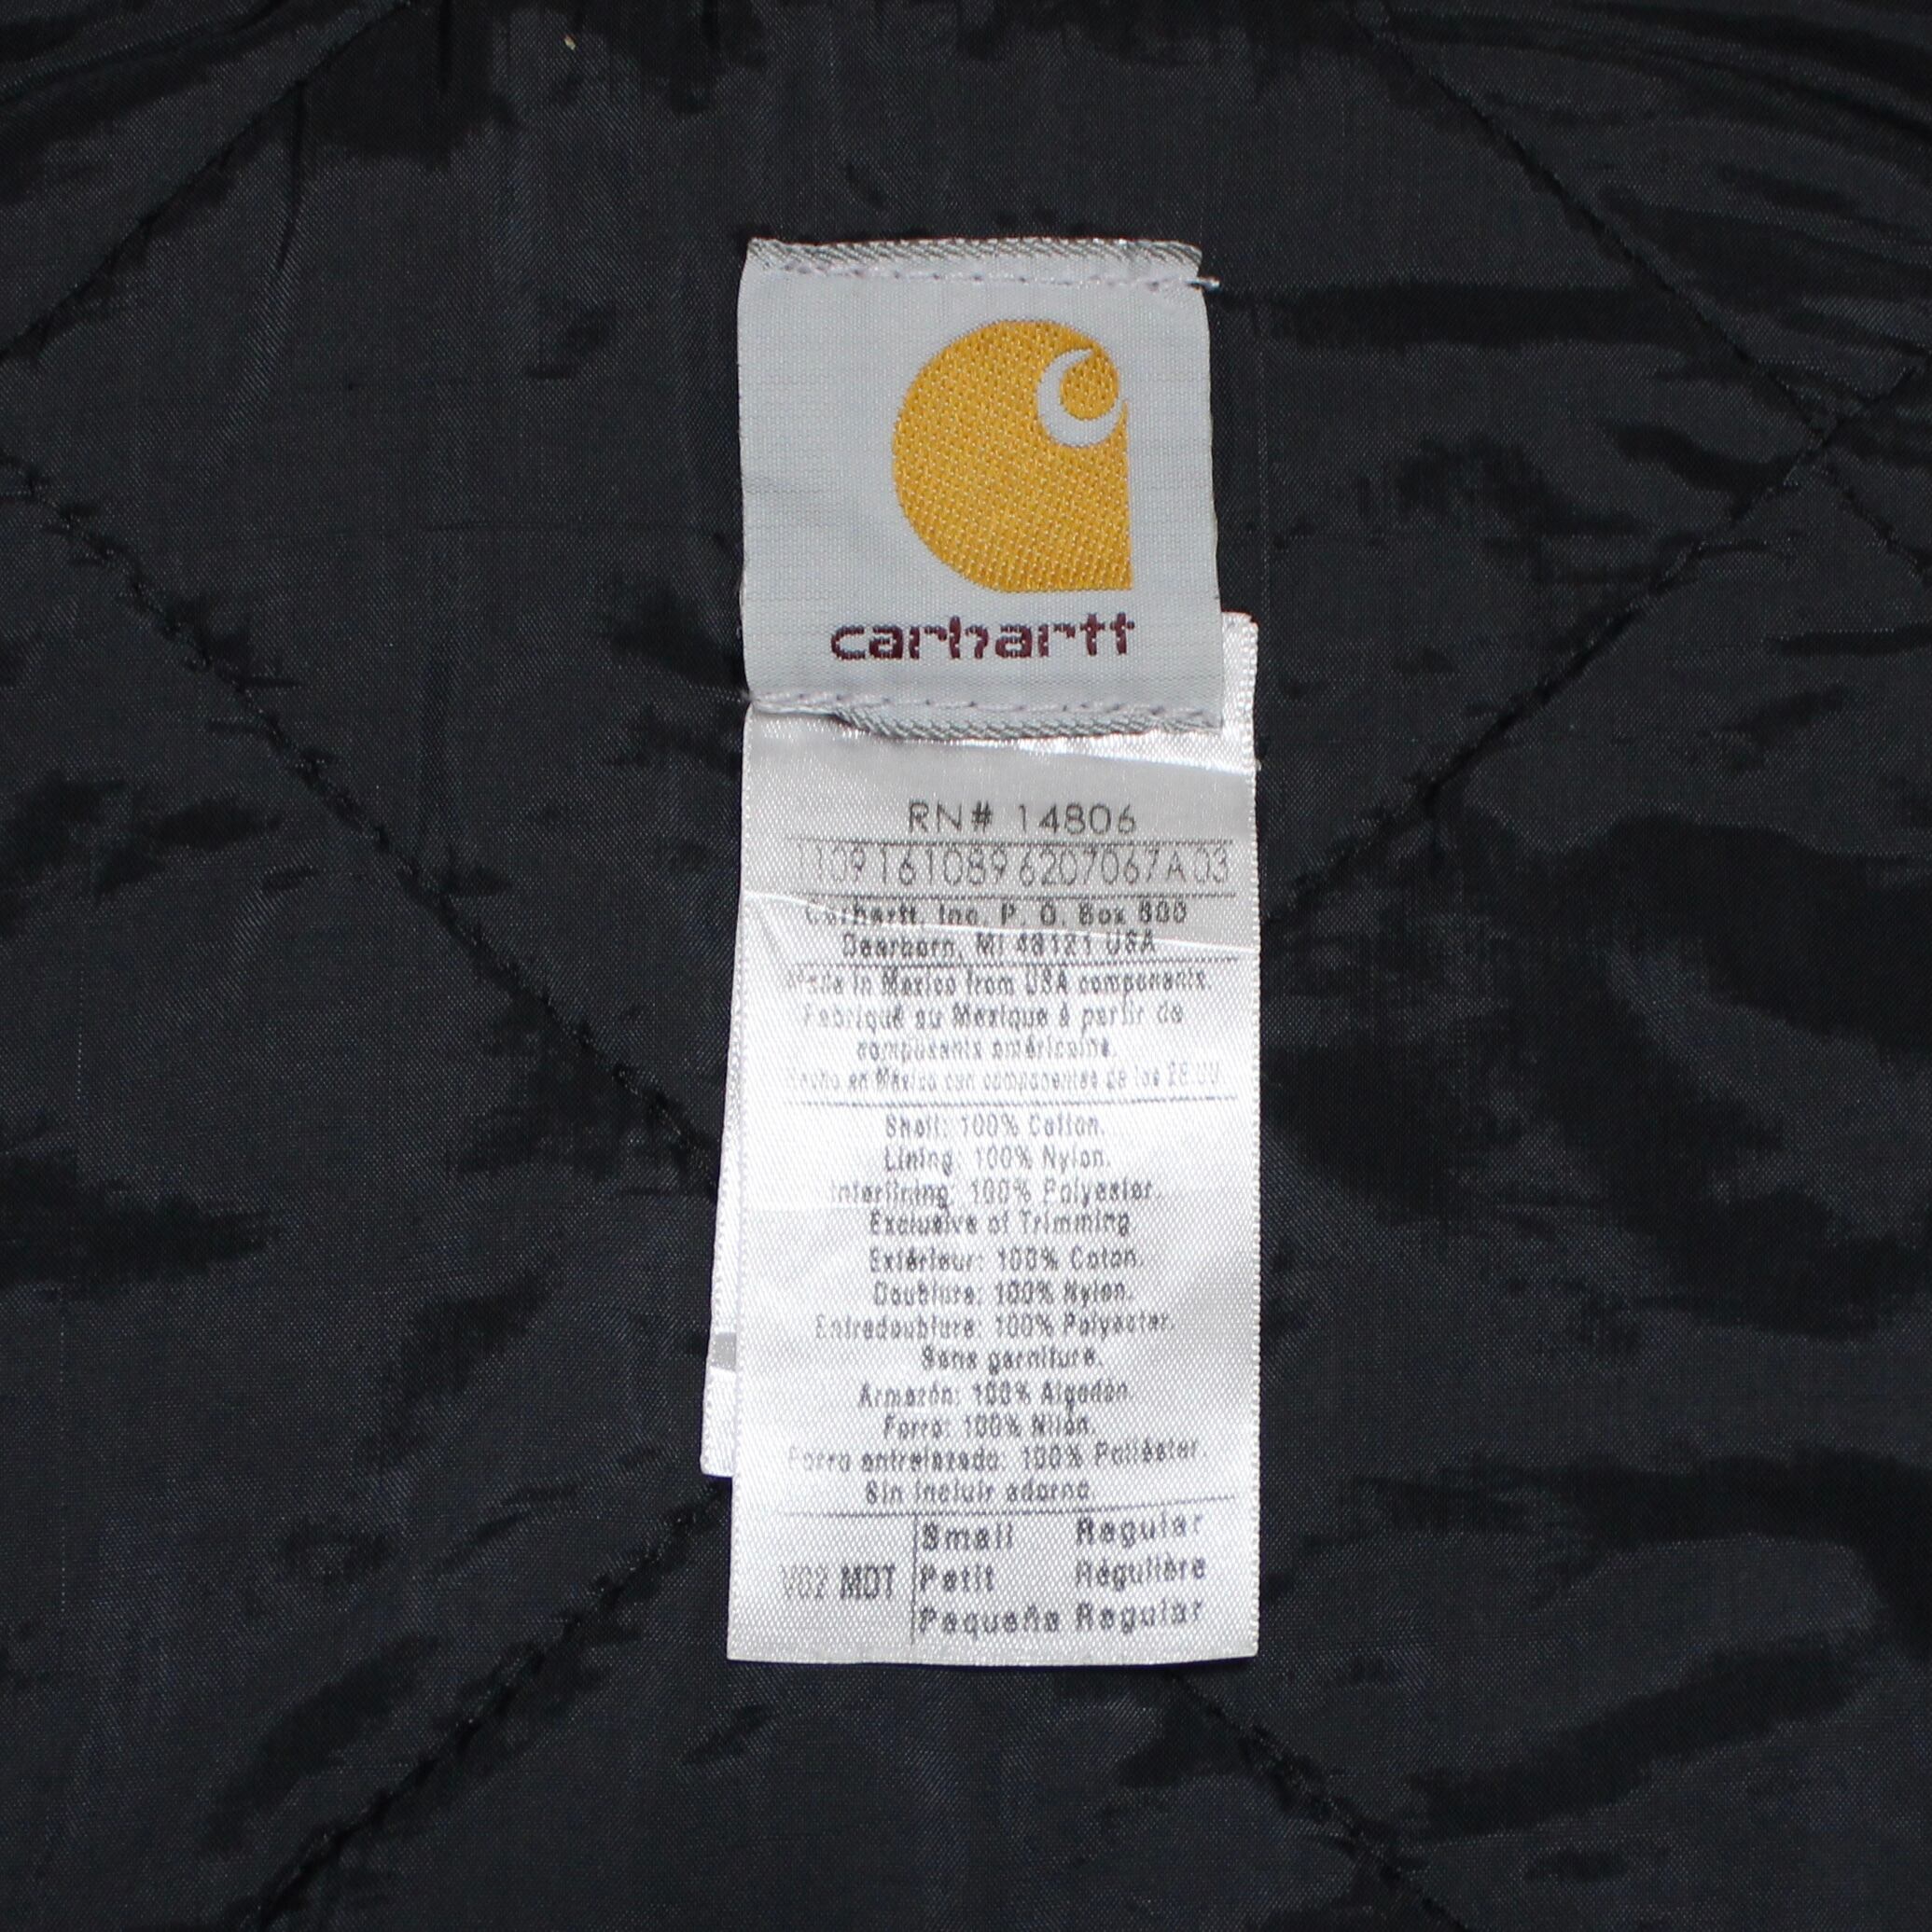 carhartt
RN# 14806
11091610896207067A03
Carhartt, Inc. P. O. Box 600
Dearborn, MI 48121 USA
Made in Mexico from USA components.
Fabriqué au Mexique à partir de
composants américains.
Hecho en México con componentes de los
Shell: 100% Cotton.
Lining: 100% Nylon.
Interlining: 100% Polyester.
Exclusive of Trimming.
Extérieur: 100% Coton.
Doublure: 100% Nylon.
Entredoublure: 100% Polyester.
Sans garniture.
Armazón: 100% Algodón.
Forro: 100% Nilón.
Forro entrelazado: 100% Poliéster.
Sin incluir adorno.
Small Regular
V02 MDT Petit Régulière
Pequeña Regular